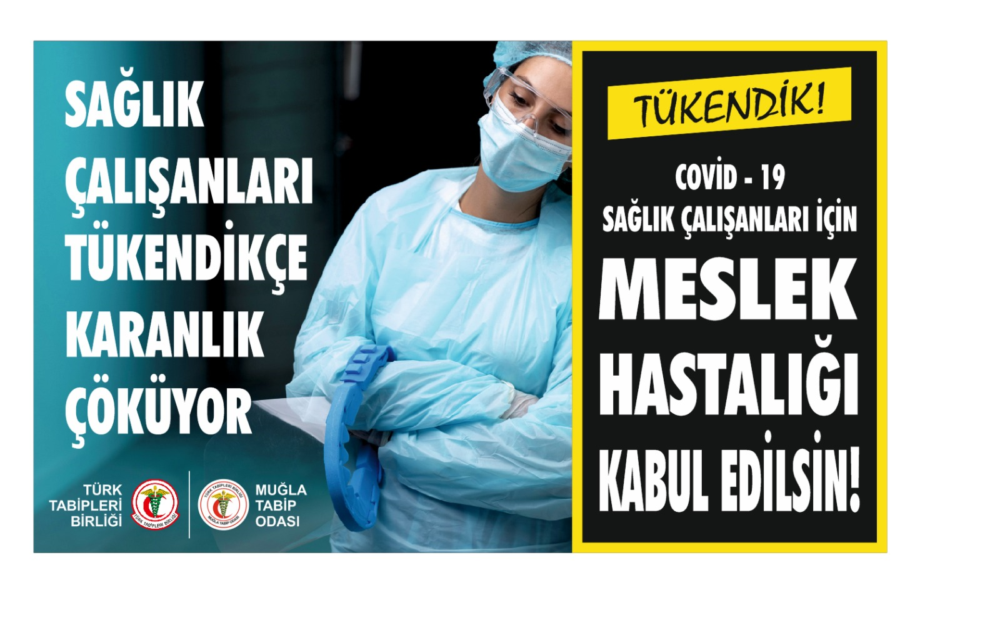 SAĞLIK
ÇALIŞANLARI
TÜKENDİKÇE
KARANLIK
ÇÖKÜYOR
TÜRK
TABİPLERİ
BİRLİĞİ
TÜRK TABİPLERİ BİRLİĞİ
TÜRK TABİPLERİ BİRLİĞİ
MUĞLA TABİP ODASI
MUĞLA
TABİP
ODASI
TÜKENDİK!
COVİD - 19
SAĞLIK ÇALIŞANLARI İÇİN
MESLEK
HASTALIĞI
KABUL EDİLSİN!